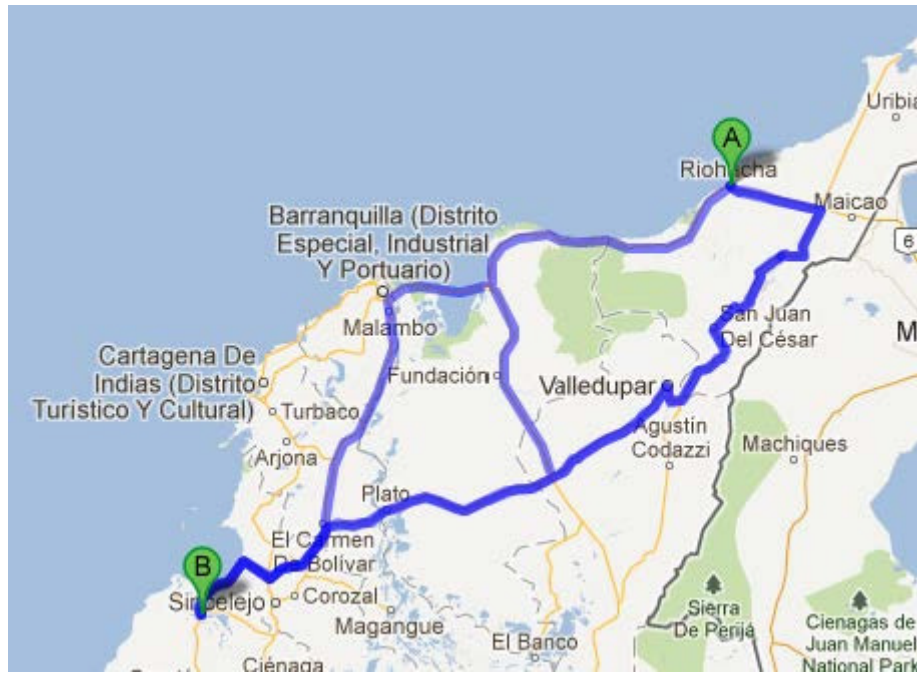 Uribia
A
Riohacha
Maicao
6
Barranquilla (Distrito
Especial, Industrial
Y Portuario)
Malambo
San Juan
Del César
M
Cartagena De
Indias (Distrito
Turístico Y Cultural)
Fundación
Valledupar
Turbaco
Agustin
Codazzi
Arjona
Machiques
Plato
El Carmen
De Bolívar
B
Sincelejo
Corozal
Magangue
Sierra
De Perijá
Cienagas de
Juan Manuel
National Park
El Banco
Ciénaga